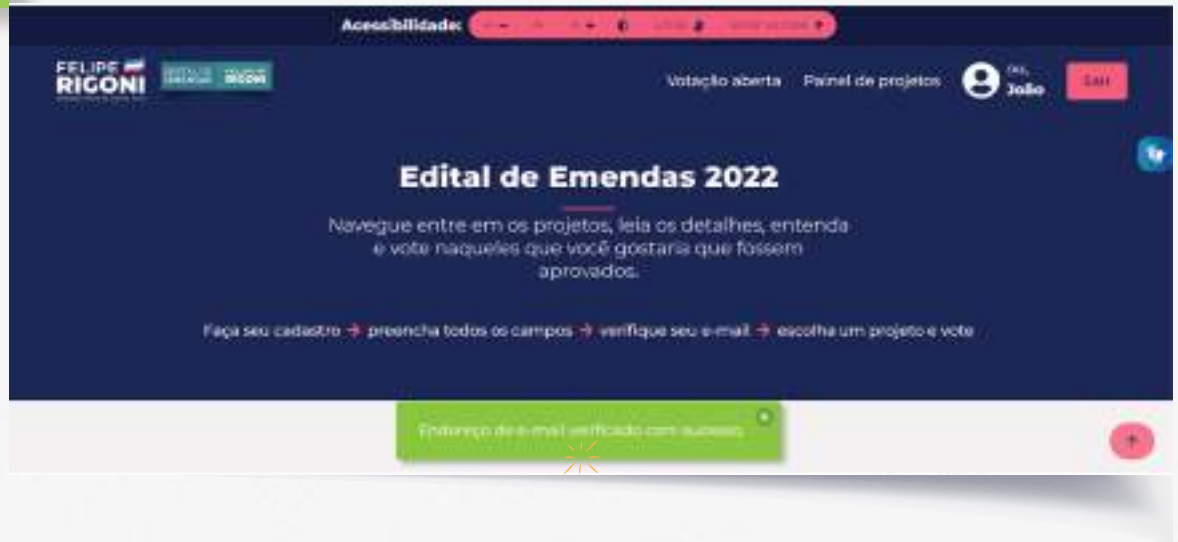 Acessibilidade:
FELIPE
RIGONI
RIGONI
Votação aberta
Painel de projetos
Olá,
João
Sair
Edital de Emendas 2022
Navegue entre em os projetos, leia os detalhes, entenda
e vote naqueles que você gostaria que fossem
aprovados.
Faça seu cadastro → preencha todos os campos → verifique seu e-mail → escolha um projeto e vote
Endereço de e-mail verificado com sucesso.